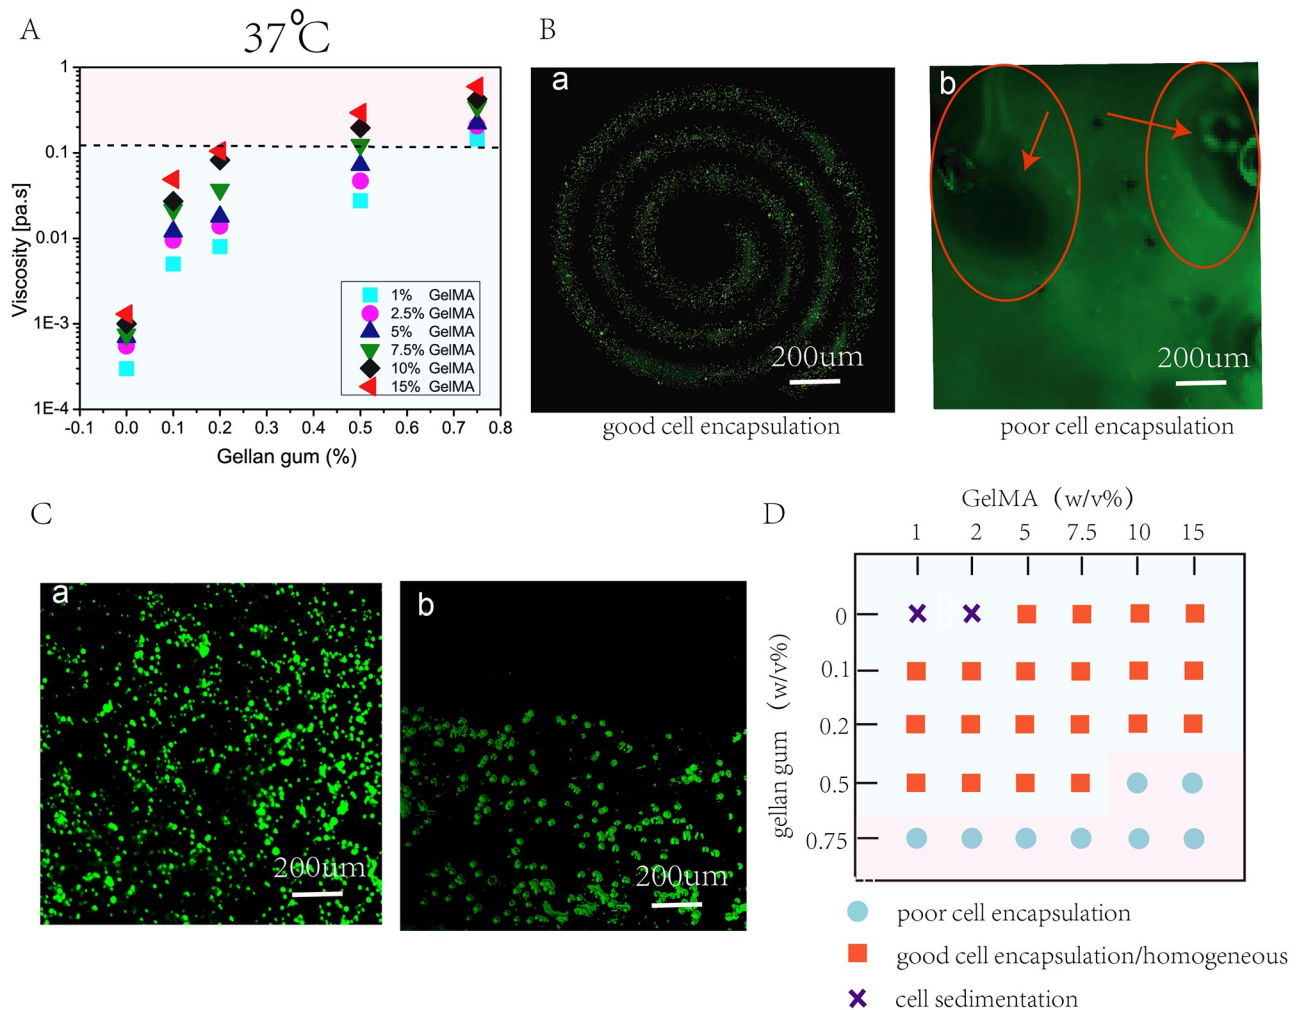 A
37°C
1
0.1
0.01
1E-3
1E-4
Viscosity [pa.s]
-0.1 0.0 0.1 0.2 0.3 0.4 0.5 0.6 0.7 0.8
Gellan gum (%)
1% GelMA
2.5% GelMA
5% GelMA
7.5% GelMA
10% GelMA
15% GelMA
B
a
200um
good cell encapsulation
b
200um
poor cell encapsulation
C
a
200um
b
200um
D
GelMA（w/v%）
1 2 5 7.5 10 15
gellan gum（w/v%）
0
0.1
0.2
0.5
0.75
b
poor cell encapsulation
good cell encapsulation/homogeneous
cell sedimentation